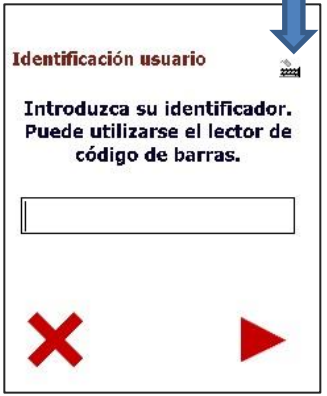 Identificación usuario
Introduzca su identificador.
Puede utilizarse el lector de
código de barras.